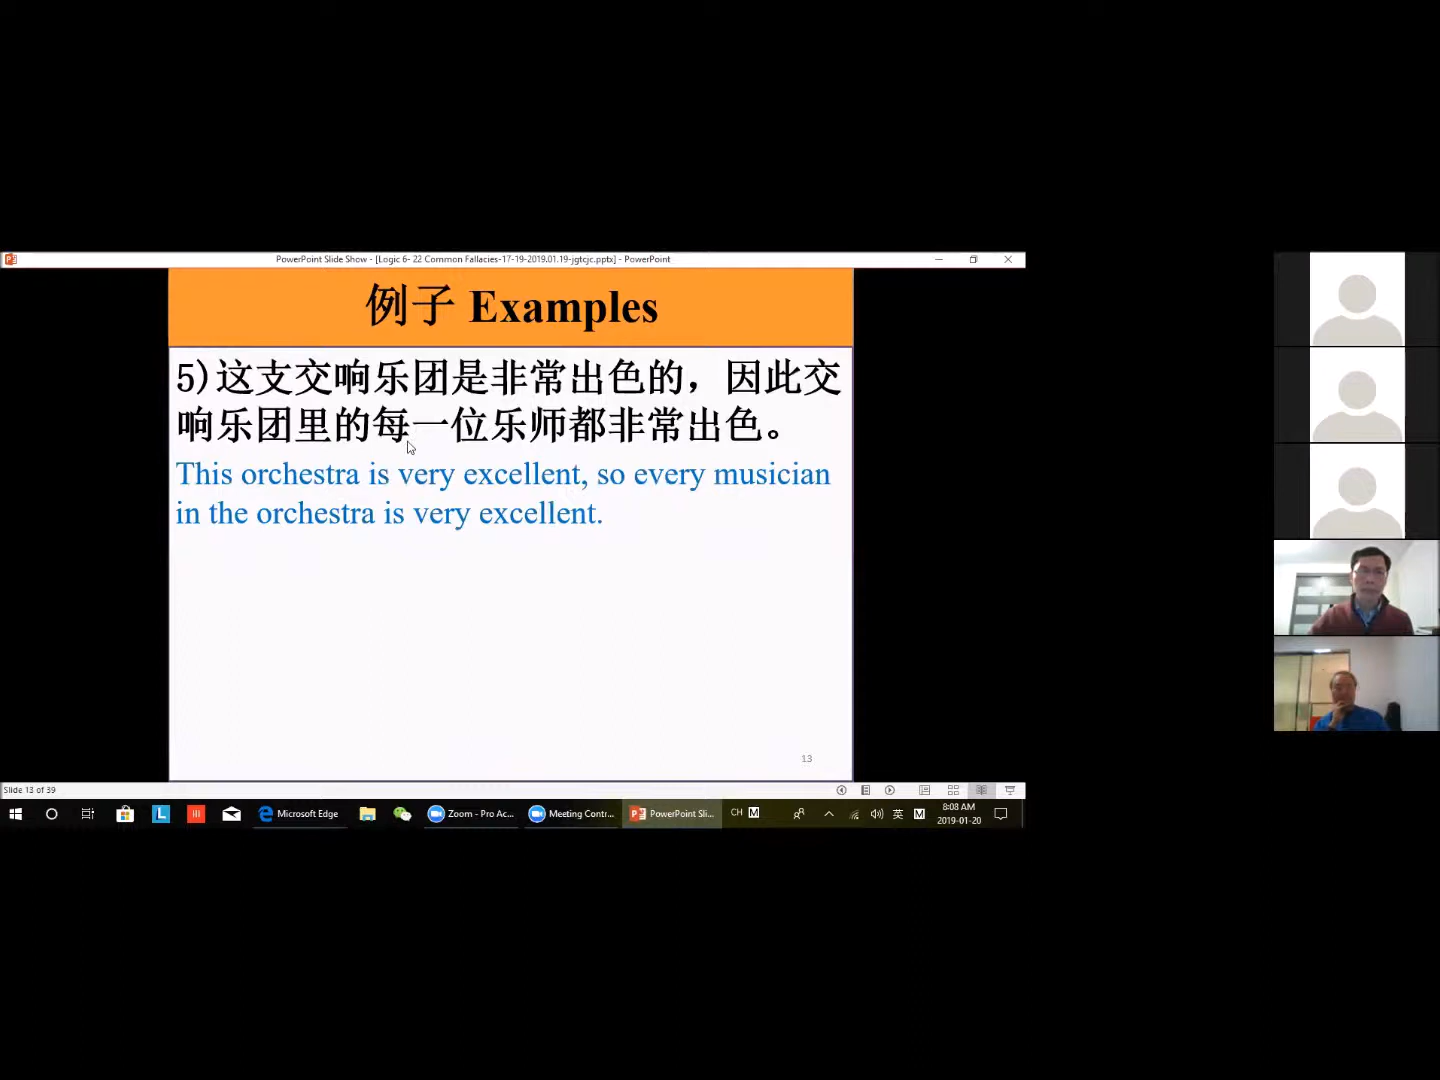 PowerPoint Slide Show - [Logic 6- 22 Common Fallacies-17-19-2019.01.19-jgtcjc.pptx] - PowerPoint
例子 Examples
5)这支交响乐团是非常出色的，因此交
响乐团里的每一位乐师都非常出色。
This orchestra is very excellent, so every musician
in the orchestra is very excellent.
13
Slide 13 of 39
Microsoft Edge
Zoom - Pro Ac...
Meeting Contr...
PowerPoint Sli...
CH M
英 M
8:08 AM
2019-01-20